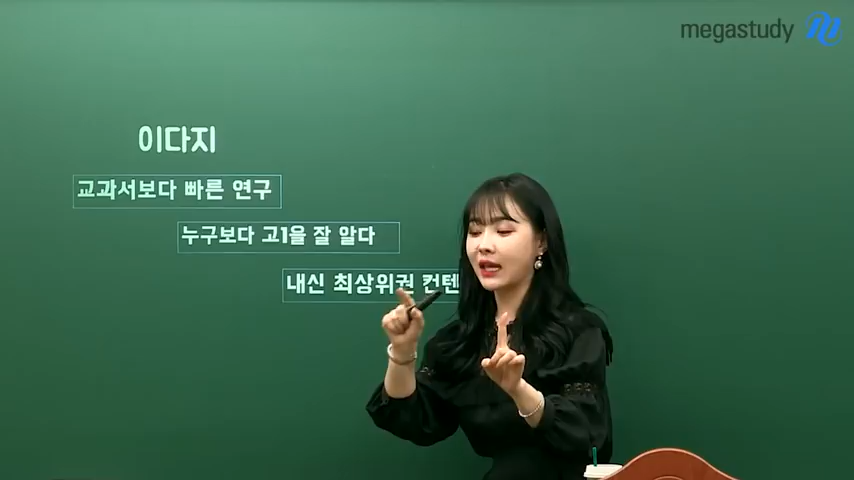 megastudy
이다지
교과서보다 빠른 연구
누구보다 고1을 잘 알다
내신 최상위권 컨텐